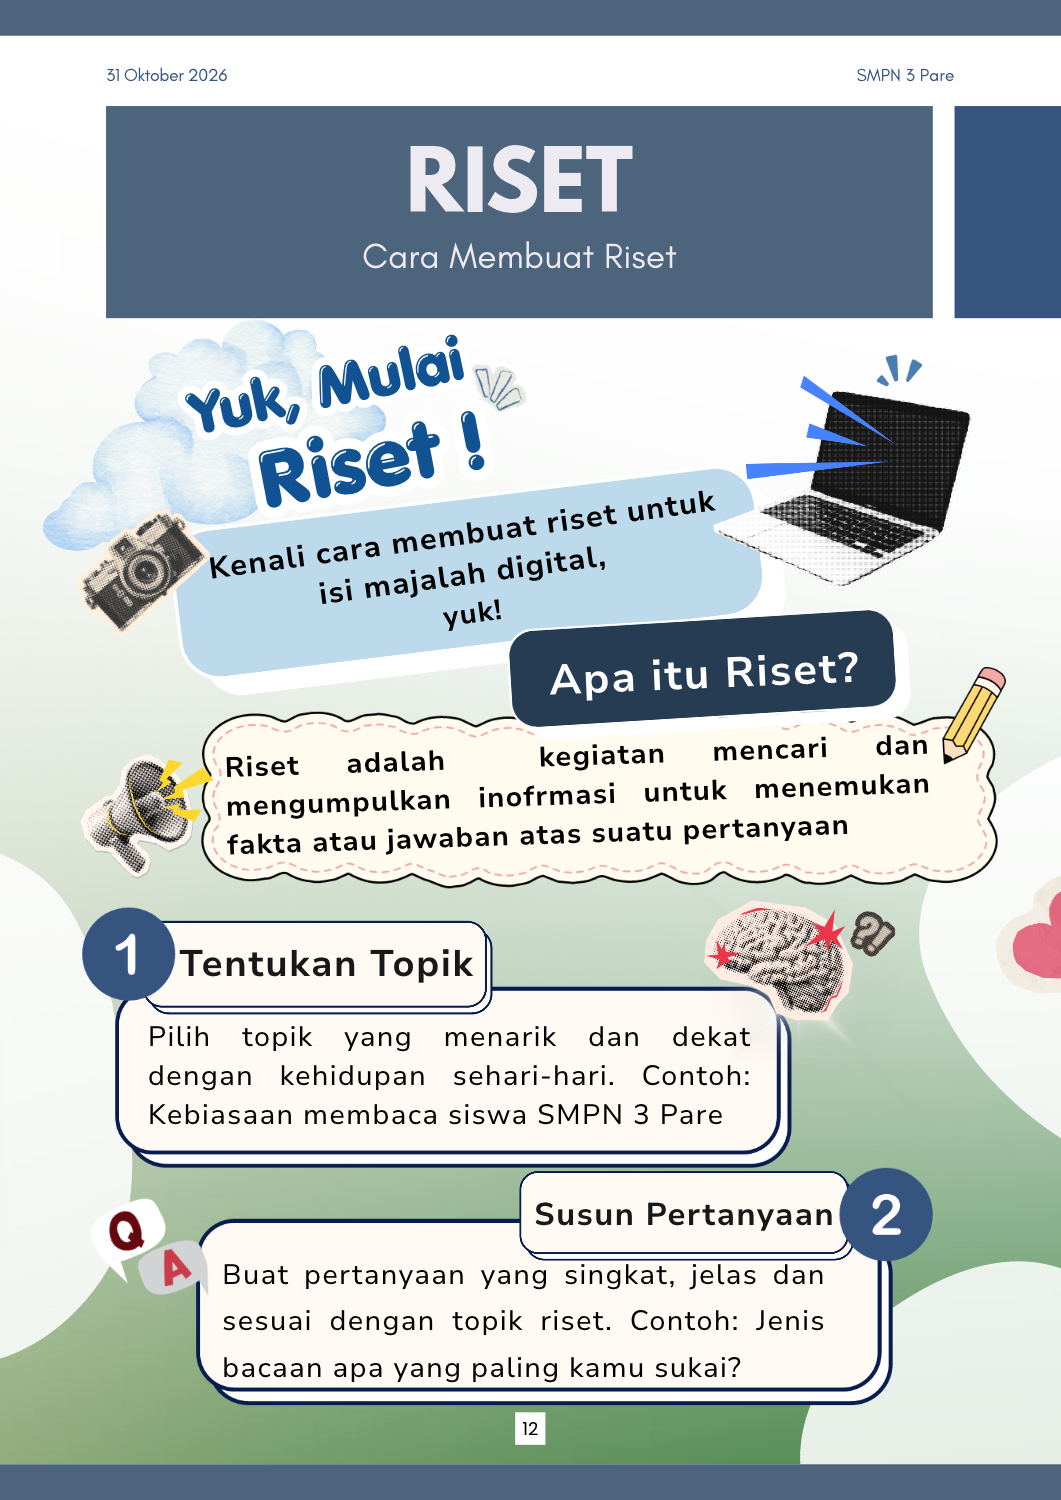 31 Oktober 2026
SMPN 3 Pare
RISET
Cara Membuat Riset
Yuk, Mulai
Riset !
Kenali cara membuat riset untuk
isi majalah digital,
yuk!
Apa itu Riset?
Riset adalah kegiatan mencari dan
mengumpulkan inofrmasi untuk menemukan
fakta atau jawaban atas suatu pertanyaan
?!
1
Tentukan Topik
Pilih topik yang menarik dan dekat
dengan kehidupan sehari-hari. Contoh:
Kebiasaan membaca siswa SMPN 3 Pare
Susun Pertanyaan
2
Q
A
Buat pertanyaan yang singkat, jelas dan
sesuai dengan topik riset. Contoh: Jenis
bacaan apa yang paling kamu sukai?
12